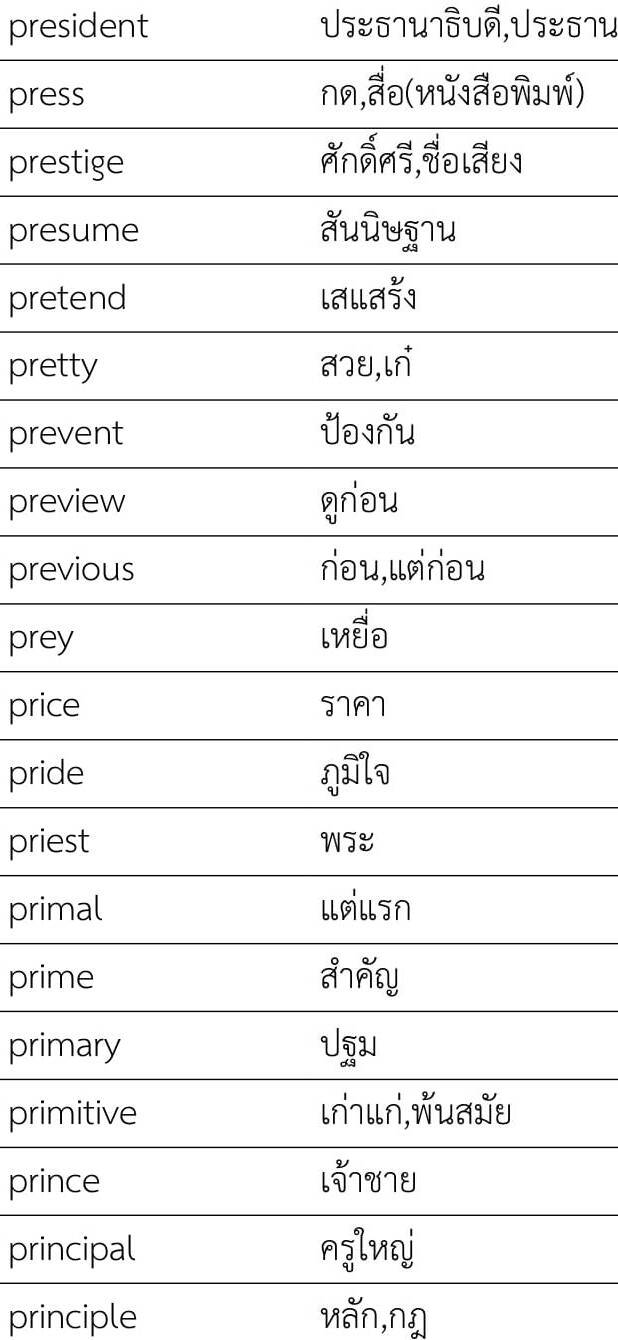 president ประธานาธิบดี,ประธาน
press กด,สื่อ(หนังสือพิมพ์)
prestige ศักดิ์ศรี,ชื่อเสียง
presume สันนิษฐาน
pretend เสแสร้ง
pretty สวย,เก๋
prevent ป้องกัน
preview ดูก่อน
previous ก่อน,แต่ก่อน
prey เหยื่อ
price ราคา
pride ภูมิใจ
priest พระ
primal แต่แรก
prime สำคัญ
primary ปฐม
primitive เก่าแก่,พ้นสมัย
prince เจ้าชาย
principal ครูใหญ่
principle หลัก,กฎ